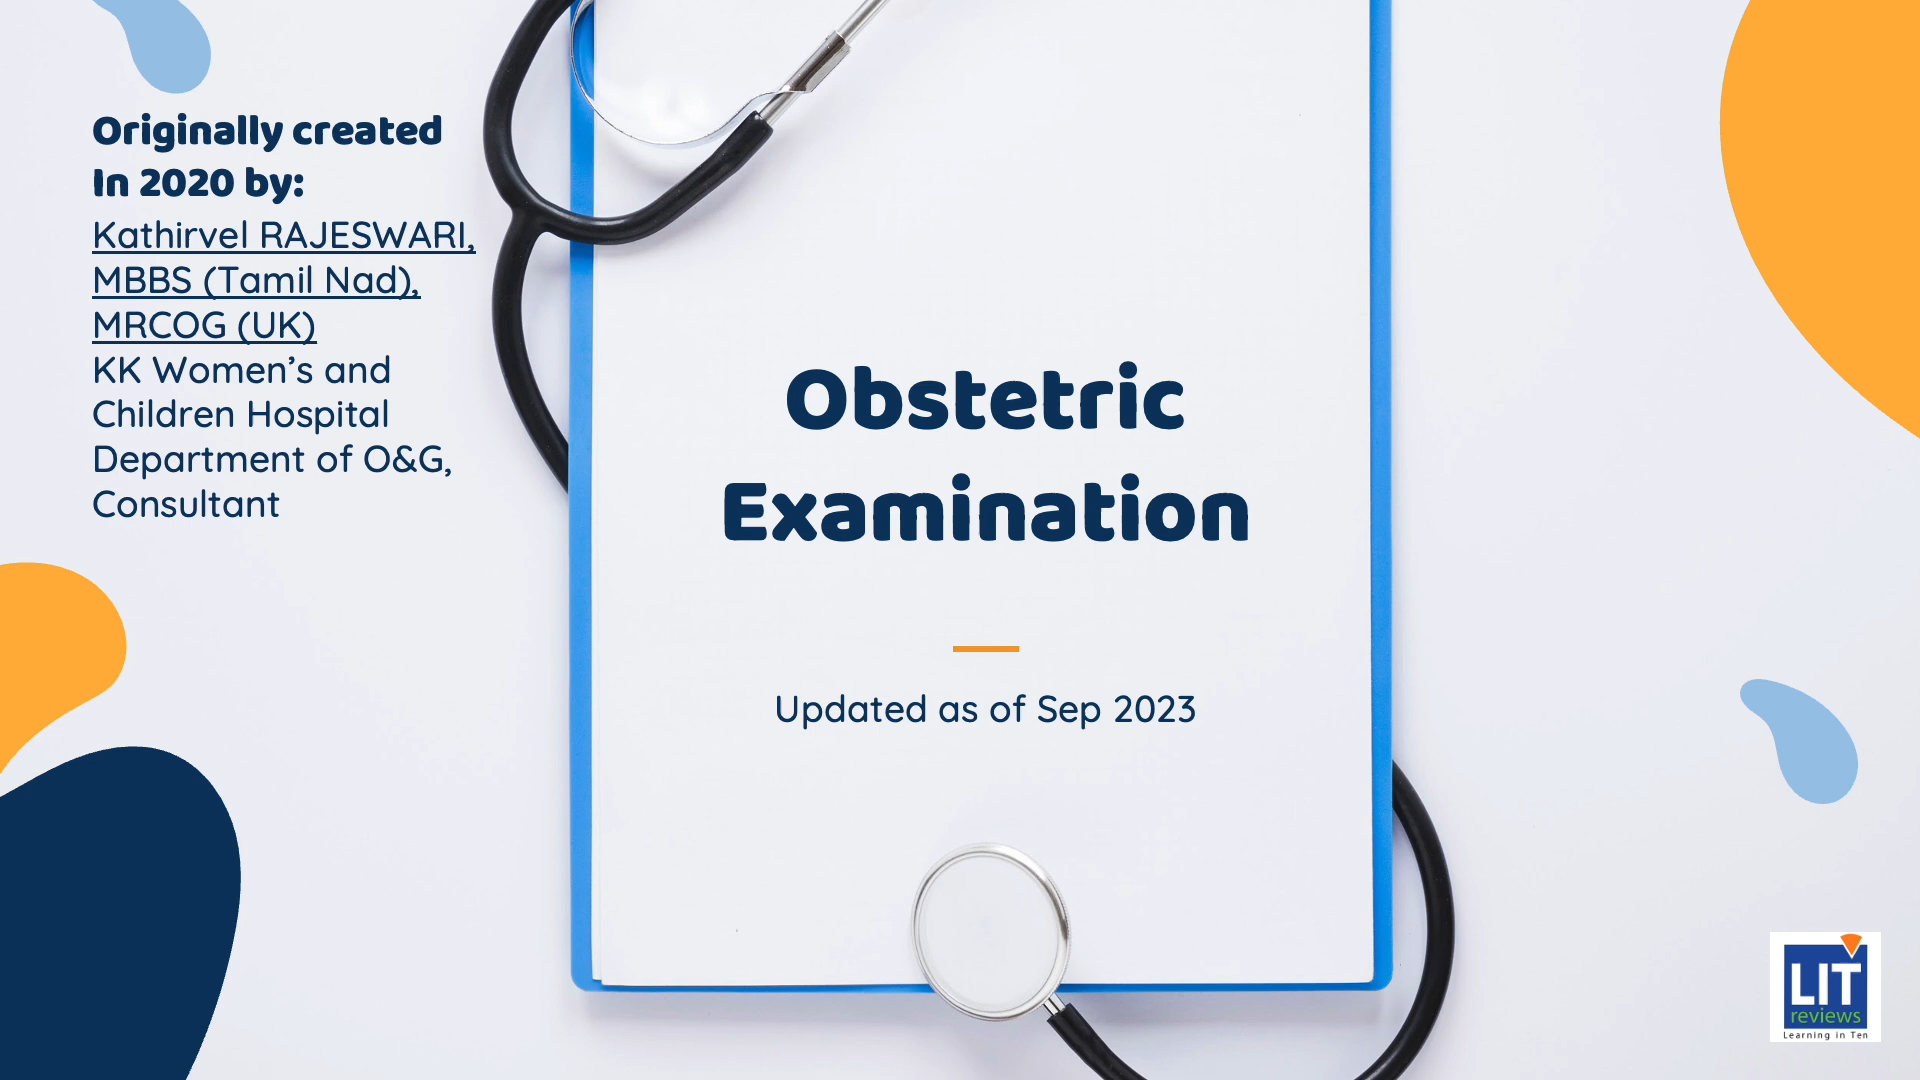 Originally created
In 2020 by:
Kathirvel RAJESWARI,
MBBS (Tamil Nad),
MRCOG (UK)
KK Women’s and
Children Hospital
Department of O&G,
Consultant
Obstetric
Examination
Updated as of Sep 2023
LIT
reviews
Learning in Ten